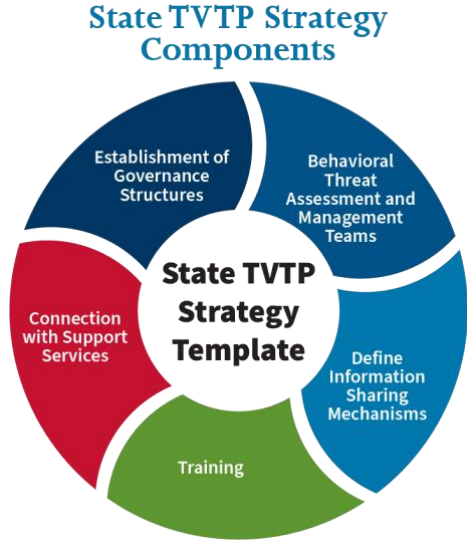 State TVTP Strategy
Components
Establishment of
Governance
Structures
Behavioral
Threat
Assessment and
Management
Teams
State TVTP
Strategy
Template
Connection
with Support
Services
Define
Information
Sharing
Mechanisms
Training